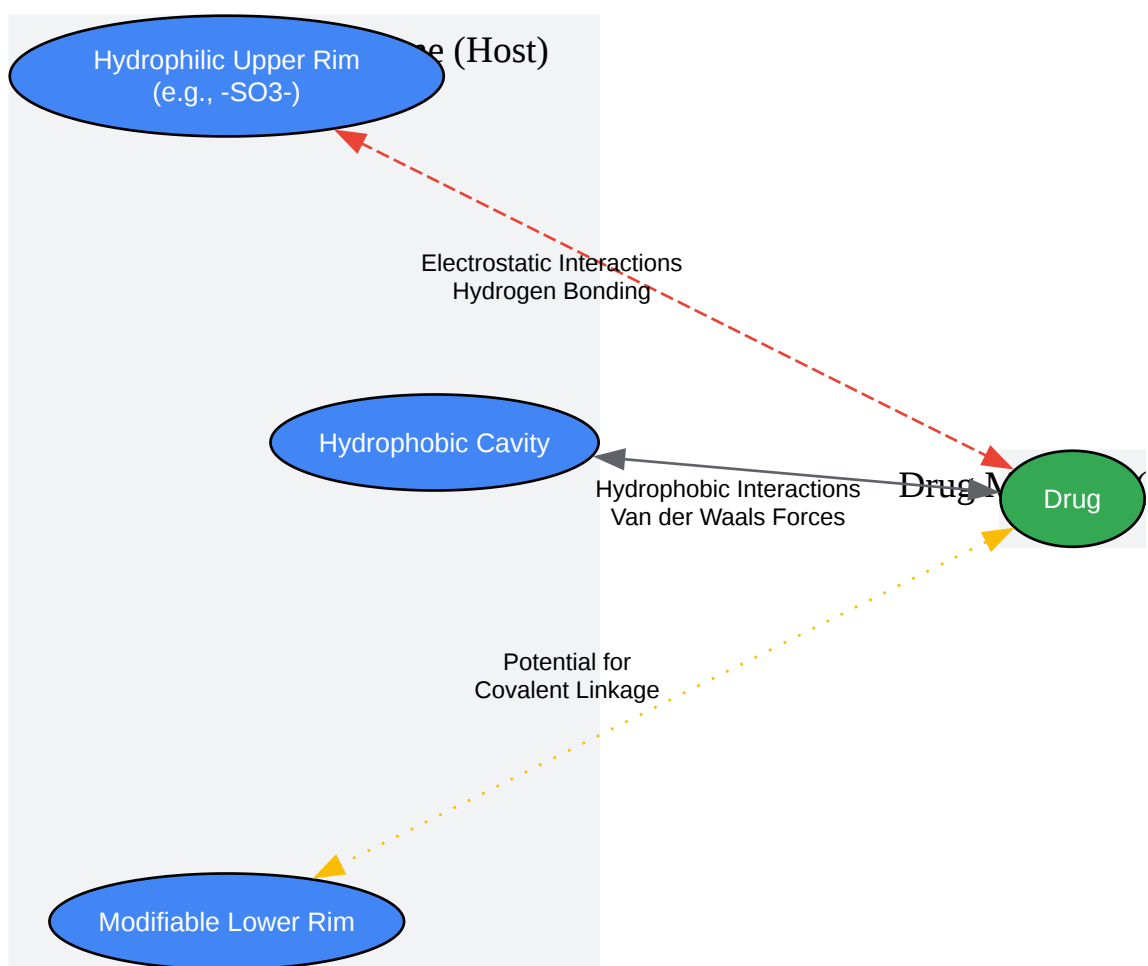 Hydrophilic Upper Rim
(e.g., -SO3-)
(Host)
Electrostatic Interactions
Hydrogen Bonding
Hydrophobic Cavity
Hydrophobic Interactions
Van der Waals Forces
Drug
Drug
Potential for
Covalent Linkage
Modifiable Lower Rim